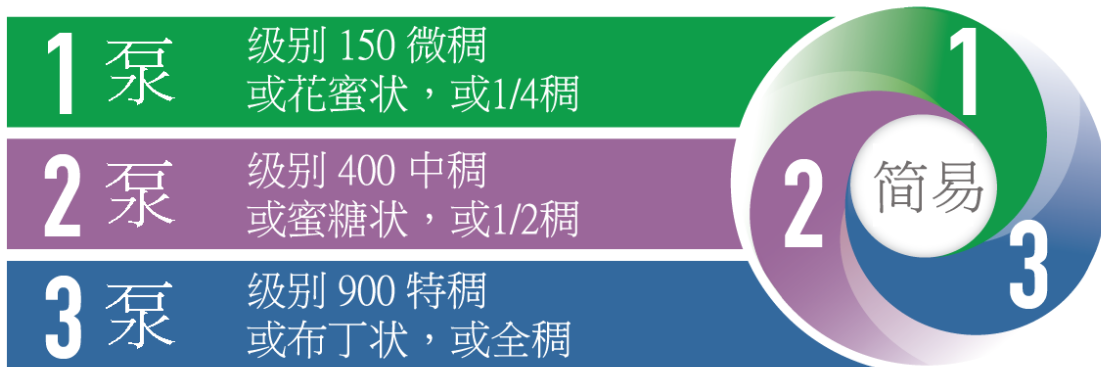 1 泵
级别 150 微稠
或花蜜状，或1/4稠
2 泵
级别 400 中稠
或蜜糖状，或1/2稠
3 泵
级别 900 特稠
或布丁状，或全稠
1
2
简易
3